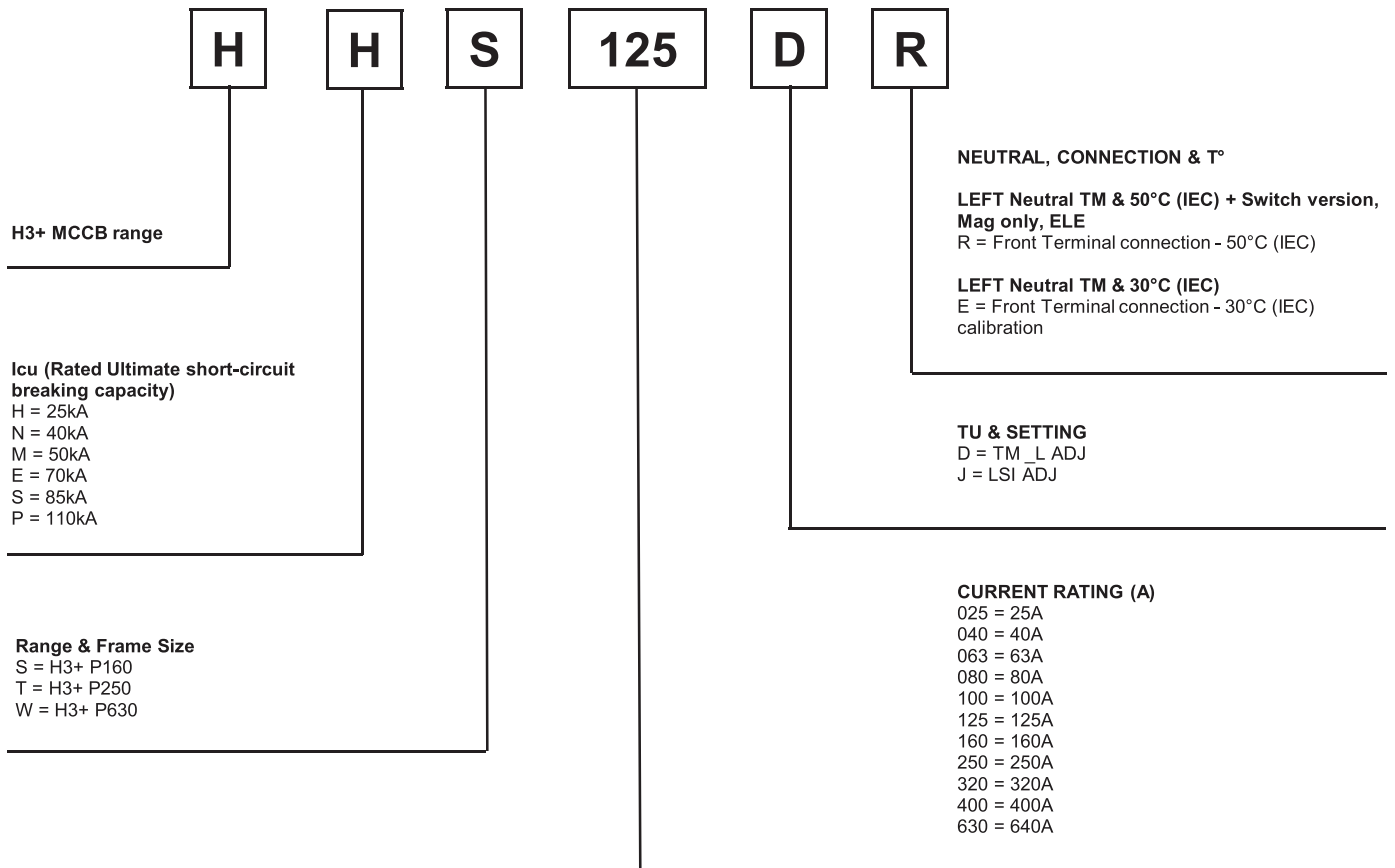 H H S 125 D R
H3+ MCCB range
Icu (Rated Ultimate short-circuit
breaking capacity)
H = 25kA
N = 40kA
M = 50kA
E = 70kA
S = 85kA
P = 110kA
Range & Frame Size
S = H3+ P160
T = H3+ P250
W = H3+ P630
NEUTRAL, CONNECTION & T°
LEFT Neutral TM & 50°C (IEC) + Switch version,
Mag only, ELE
R = Front Terminal connection - 50°C (IEC)
LEFT Neutral TM & 30°C (IEC)
E = Front Terminal connection - 30°C (IEC)
calibration
TU & SETTING
D = TM _L ADJ
J = LSI ADJ
CURRENT RATING (A)
025 = 25A
040 = 40A
063 = 63A
080 = 80A
100 = 100A
125 = 125A
160 = 160A
250 = 250A
320 = 320A
400 = 400A
630 = 640A